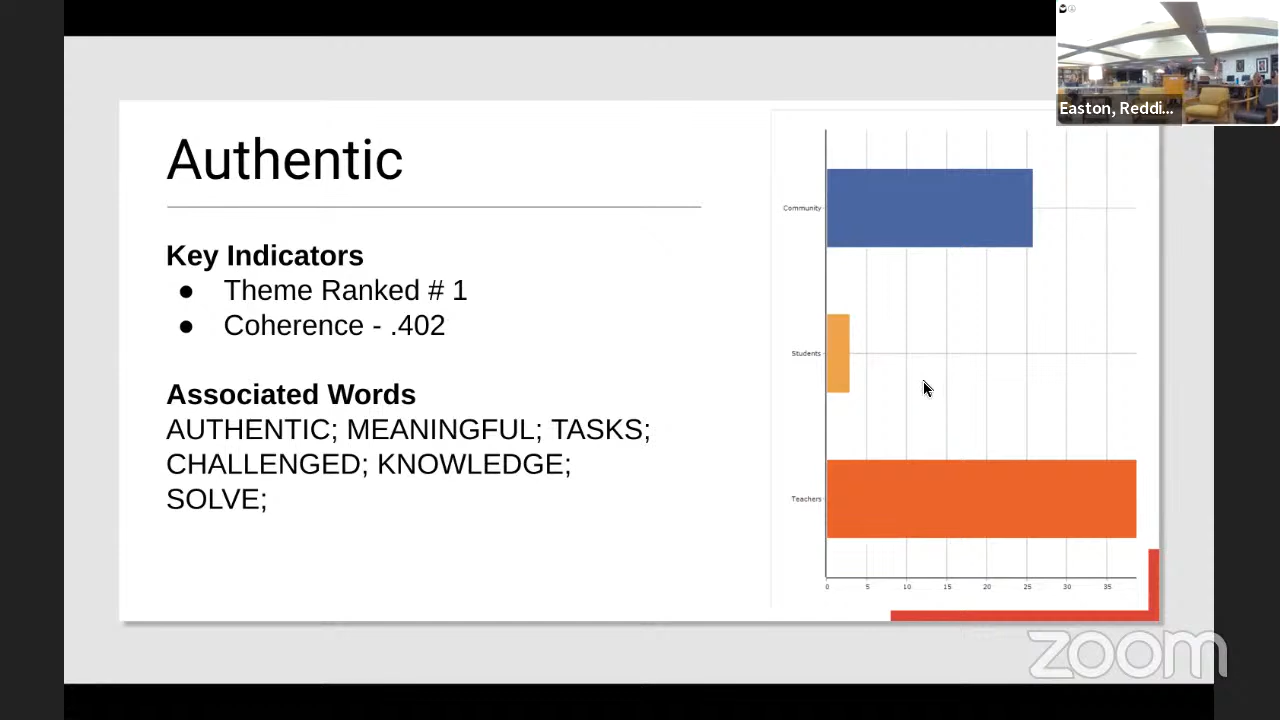 Easton, Reddi...
Authentic
Key Indicators
● Theme Ranked # 1
● Coherence - .402
Associated Words
AUTHENTIC; MEANINGFUL; TASKS;
CHALLENGED; KNOWLEDGE;
SOLVE;
Community
Students
Teachers
0 5 10 15 20 25 30 35
zoom